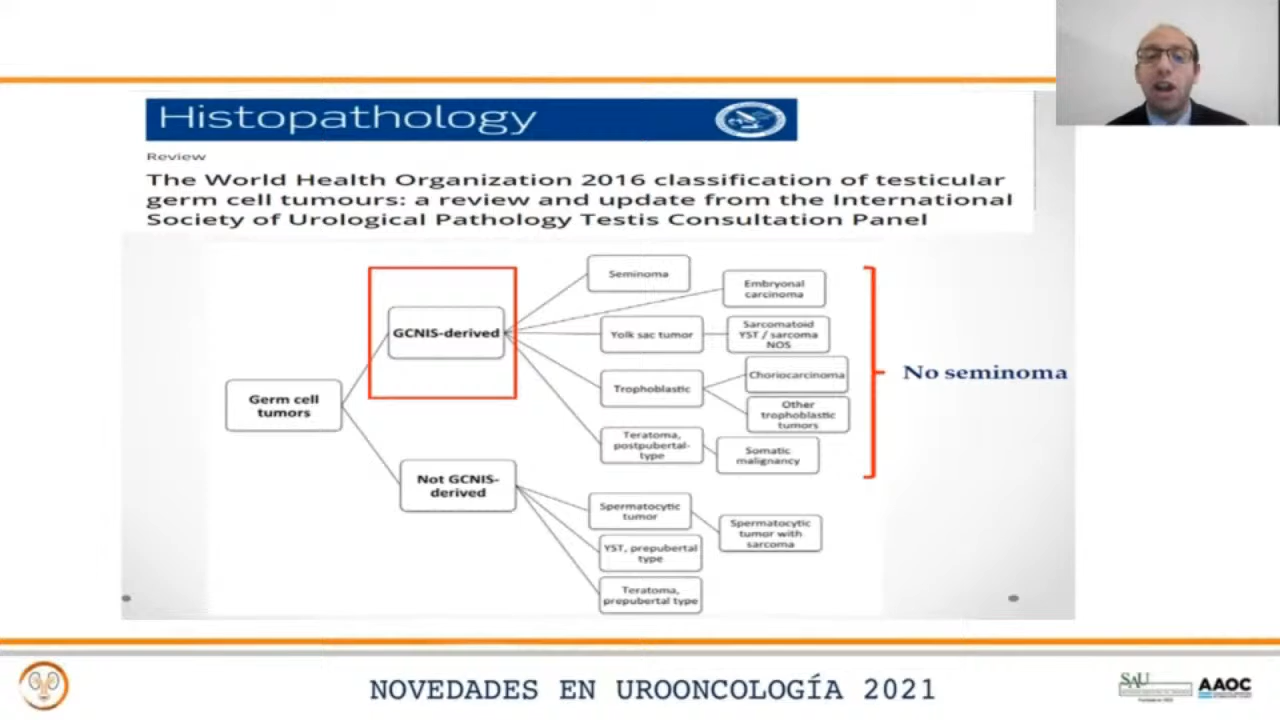 Histopathology
Review
The World Health Organization 2016 classification of testicular
germ cell tumours: a review and update from the International
Society of Urological Pathology Testis Consultation Panel
Germ cell
tumors
GCNIS-derived
Seminoma
Embryonal
carcinoma
Yolk sac tumor
Sarcomatoid
YST / sarcoma
NOS
Trophoblastic
Choriocarcinoma
Other
trophoblastic
tumors
Teratoma,
postpubertal-
type
Somatic
malignancy
No seminoma
Not GCNIS-
derived
Spermatocytic
tumor
Spermatocytic
tumor with
sarcoma
YST, prepubertal
type
Teratoma,
prepubertal type
NOVEDADES EN UROONCOLOGÍA 2021
SAU
AAOC